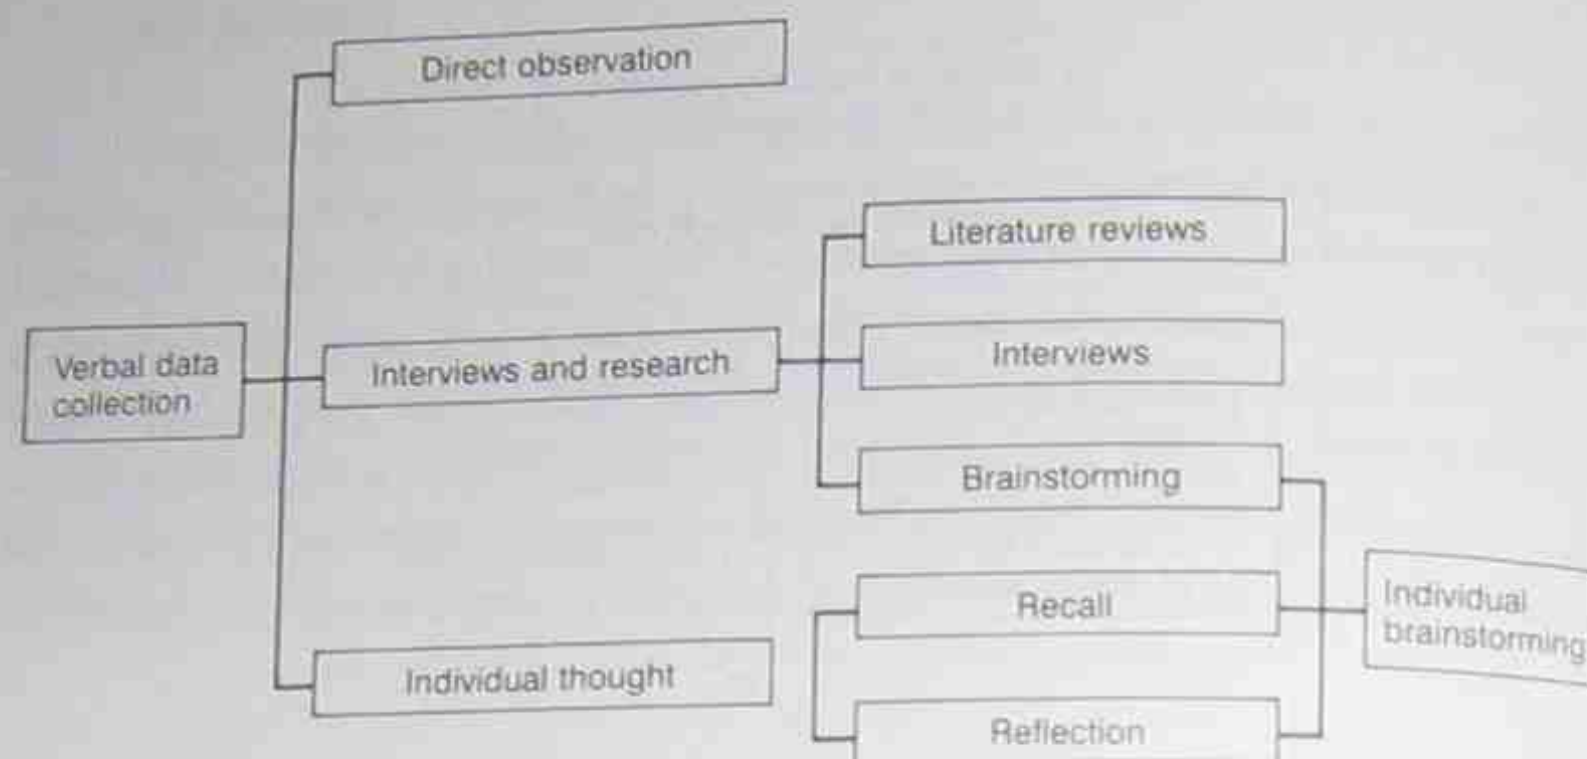 Direct observation
Literature reviews
Verbal data
collection
Interviews and research
Interviews
Brainstorming
Recall
Individual
brainstorming
Individual thought
Reflection